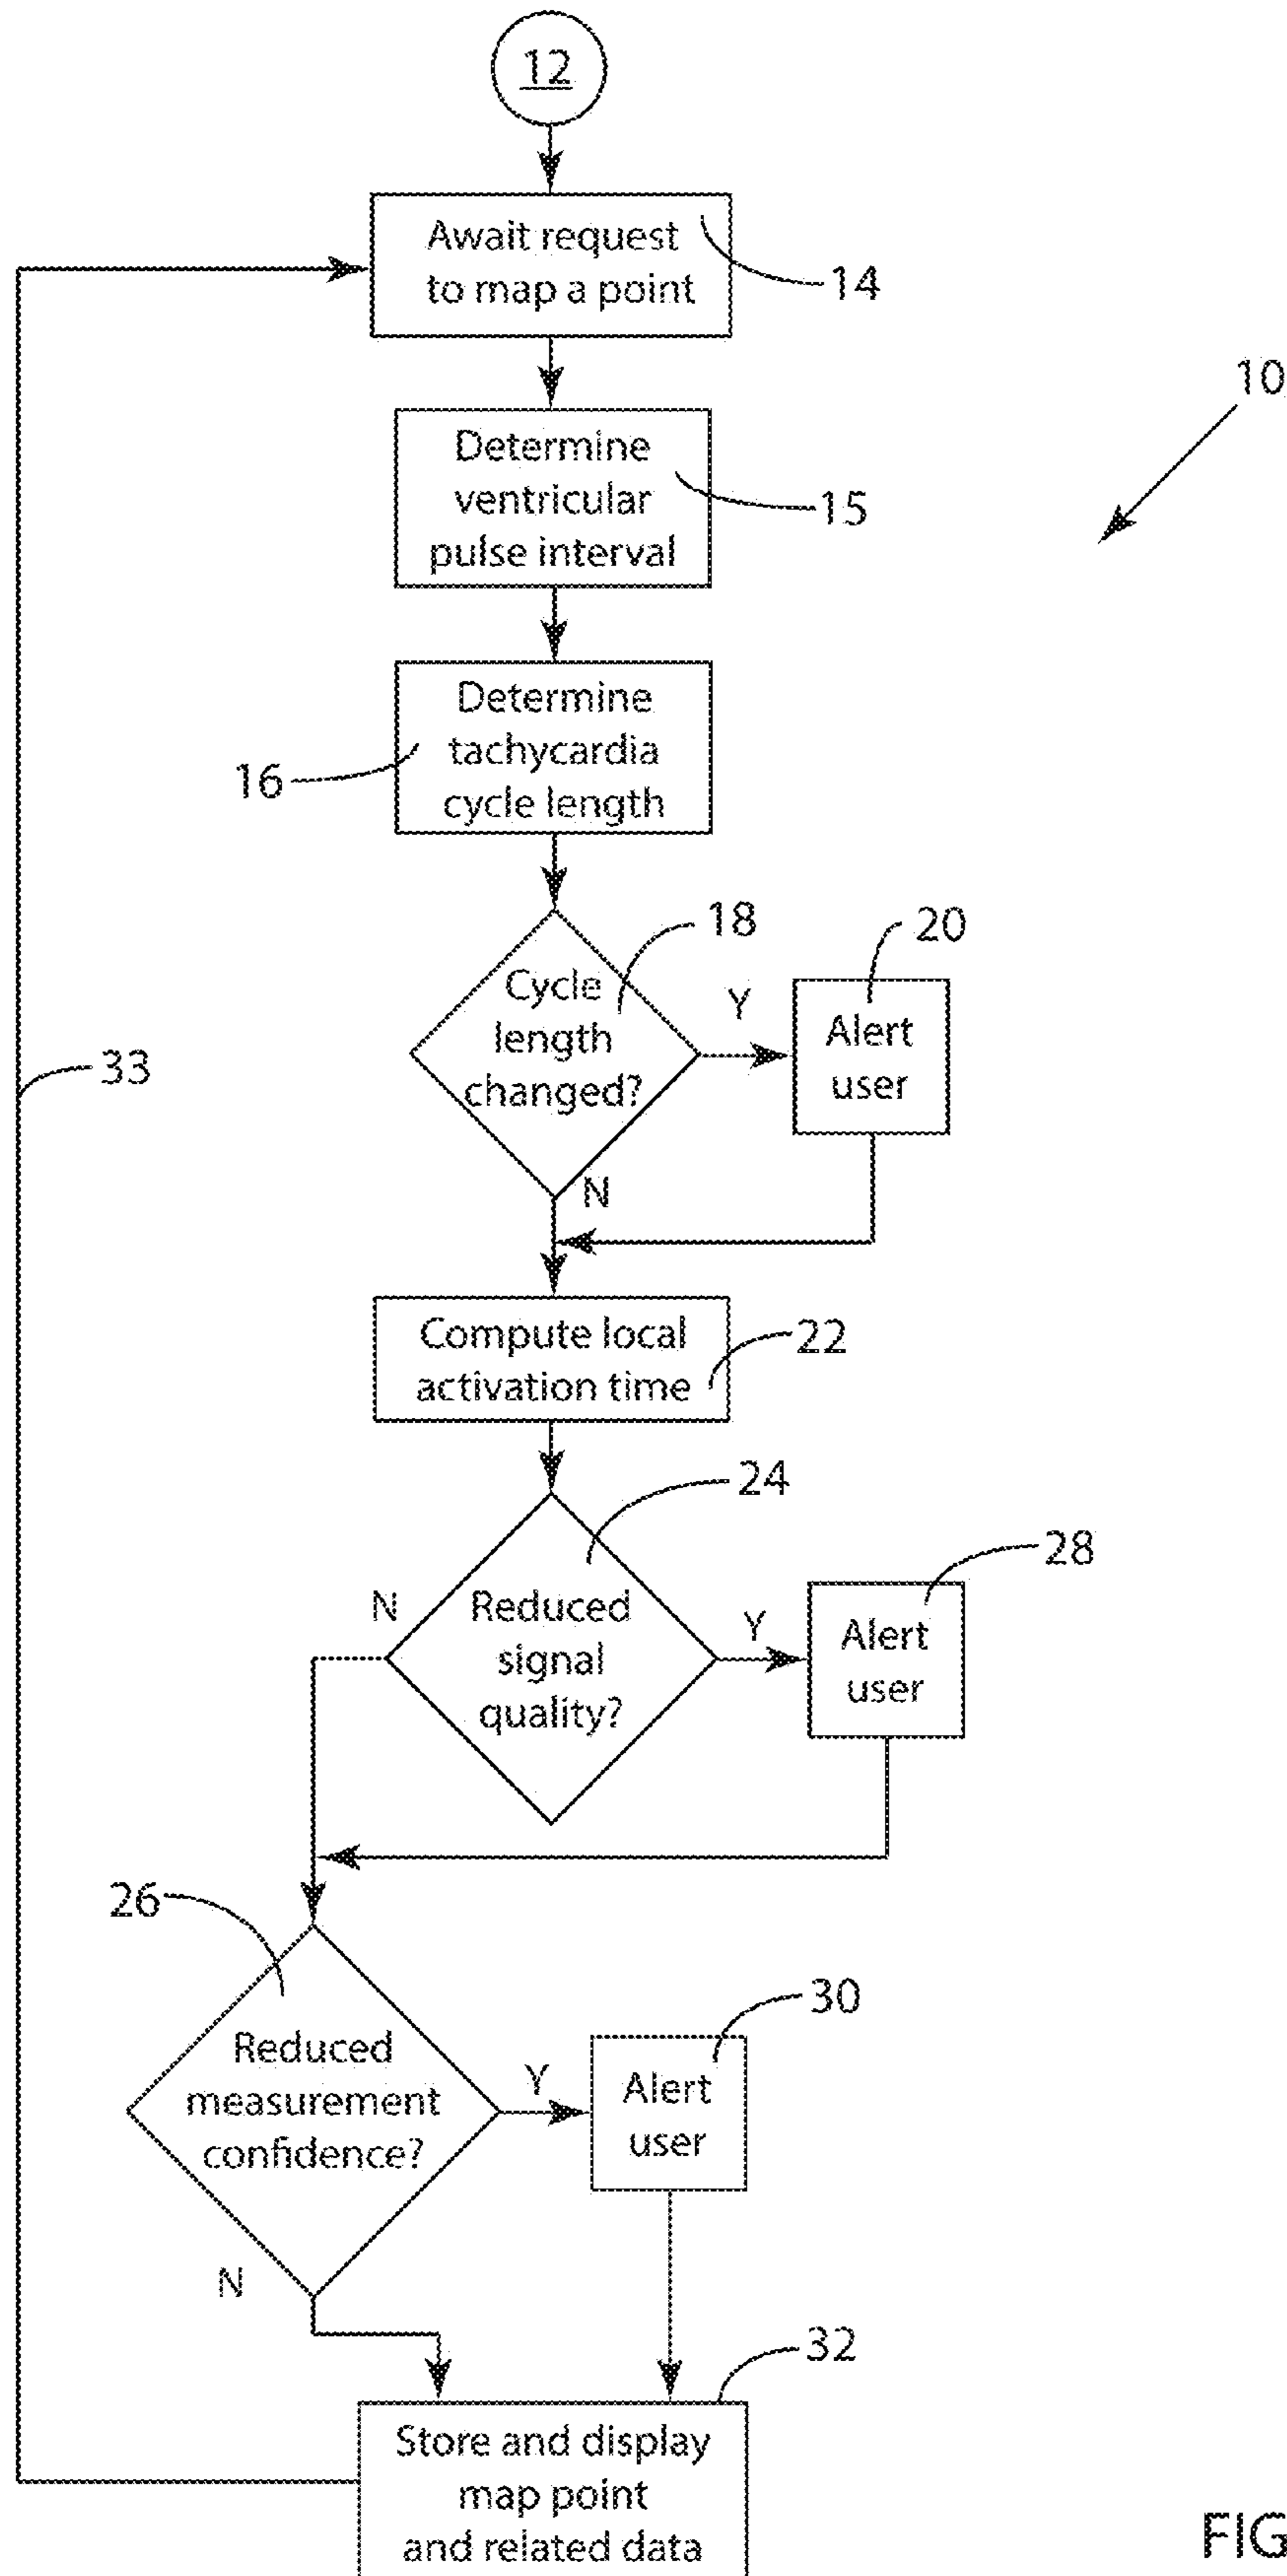 12
Await request
to map a point
14
10
Determine
ventricular
pulse interval
15
Determine
tachycardia
cycle length
16
18
20
Cycle
length
changed?
Y
Alert
user
33
N
Compute local
activation time
22
24
28
N
Reduced
signal
quality?
Y
Alert
user
26
30
Reduced
measurement
confidence?
Y
Alert
user
N
32
Store and display
map point
and related data
FIG